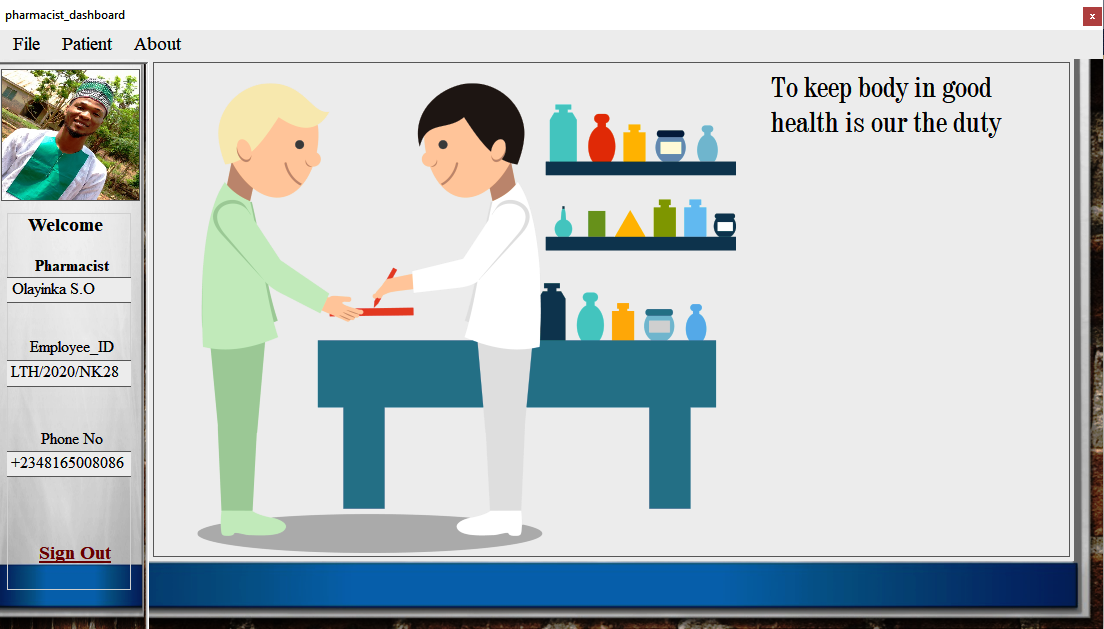 pharmacist_dashboard
x
File Patient About
To keep body in good
health is our the duty
Welcome
Pharmacist
Olayinka S.O
Employee_ID
LTH/2020/NK28
Phone No
+2348165008086
Sign Out